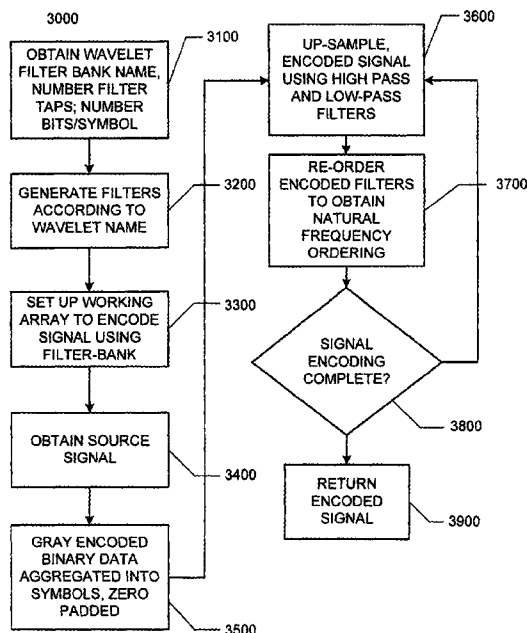 3000
OBTAIN WAVELET
FILTER BANK NAME,
NUMBER FILTER
TAPS; NUMBER
BITS/SYMBOL
3100
GENERATE FILTERS
ACCORDING TO
WAVELET NAME
3200
SET UP WORKING
ARRAY TO ENCODE
SIGNAL USING
FILTER-BANK
3300
OBTAIN SOURCE
SIGNAL
3400
GRAY ENCODED
BINARY DATA
AGGREGATED INTO
SYMBOLS, ZERO
PADDED
3500
UP-SAMPLE,
ENCODED SIGNAL
USING HIGH PASS
AND LOW-PASS
FILTERS
3600
RE-ORDER
ENCODED FILTERS
TO OBTAIN
NATURAL
FREQUENCY
ORDERING
3700
SIGNAL
ENCODING
COMPLETE?
3800
RETURN
ENCODED
SIGNAL
3900